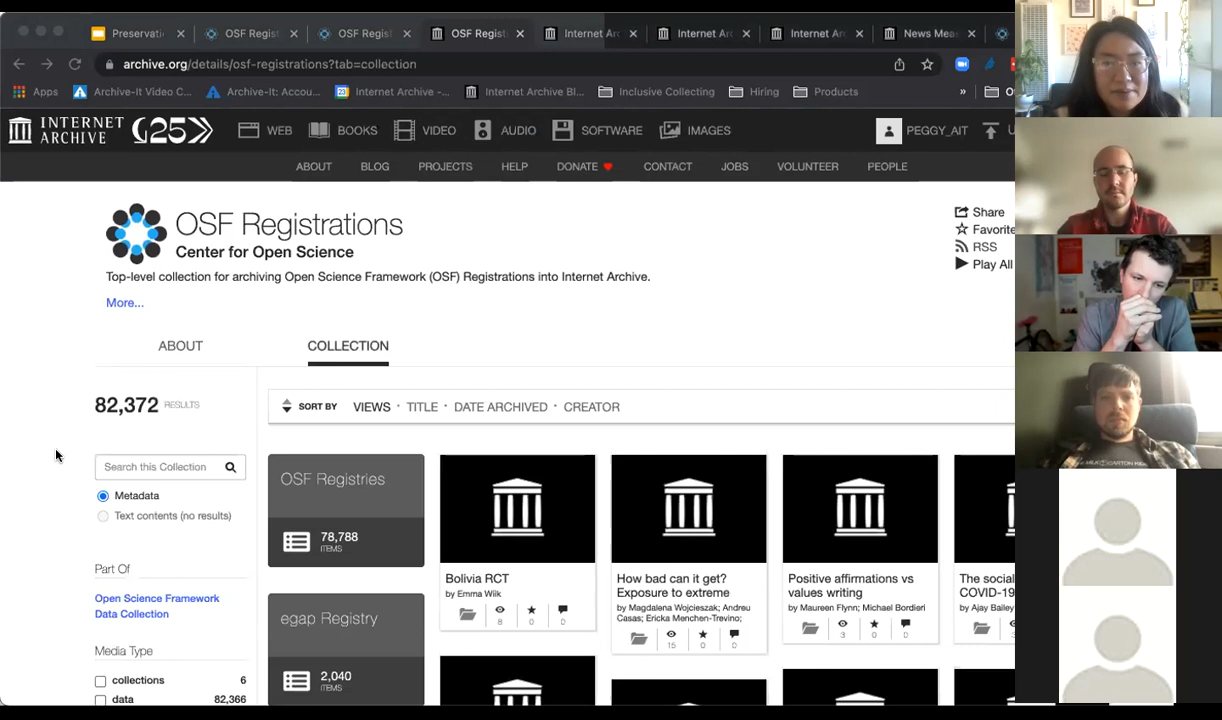 Preservati
OSF Regist
OSF Regist
OSF Regist
Internet Arc
Internet Arc
Internet Arc
News Meas
archive.org/details/osf-registrations?tab=collection
Apps
Archive-It Video C...
Archive-It: Accou...
Internet Archive -...
Internet Archive Bl...
Inclusive Collecting
Hiring
Products
»
INTERNET ARCHIVE 25
WEB
BOOKS
VIDEO
AUDIO
SOFTWARE
IMAGES
PEGGY_AIT
ABOUT
BLOG
PROJECTS
HELP
DONATE
CONTACT
JOBS
VOLUNTEER
PEOPLE
OSF Registrations
Center for Open Science
Top-level collection for archiving Open Science Framework (OSF) Registrations into Internet Archive.
More...
Share
Favorite
RSS
Play All
ABOUT
COLLECTION
82,372 RESULTS
SORT BY VIEWS · TITLE · DATE ARCHIVED · CREATOR
Search this Collection
Metadata
Text contents (no results)
Part Of
Open Science Framework
Data Collection
Media Type
collections 6
data 82,366
OSF Registries
78,788
ITEMS
egap Registry
2,040
ITEMS
Bolivia RCT
by Emma Wiik
8
0
0
How bad can it get?
Exposure to extreme
by Magdalena Wojcieszak; Andreu
Casas; Ericka Menchen-Trevino;
15
0
0
Positive affirmations vs
values writing
by Maureen Flynn; Michael Bordieri
3
0
0
The social
COVID-19
by Ajay Bailey